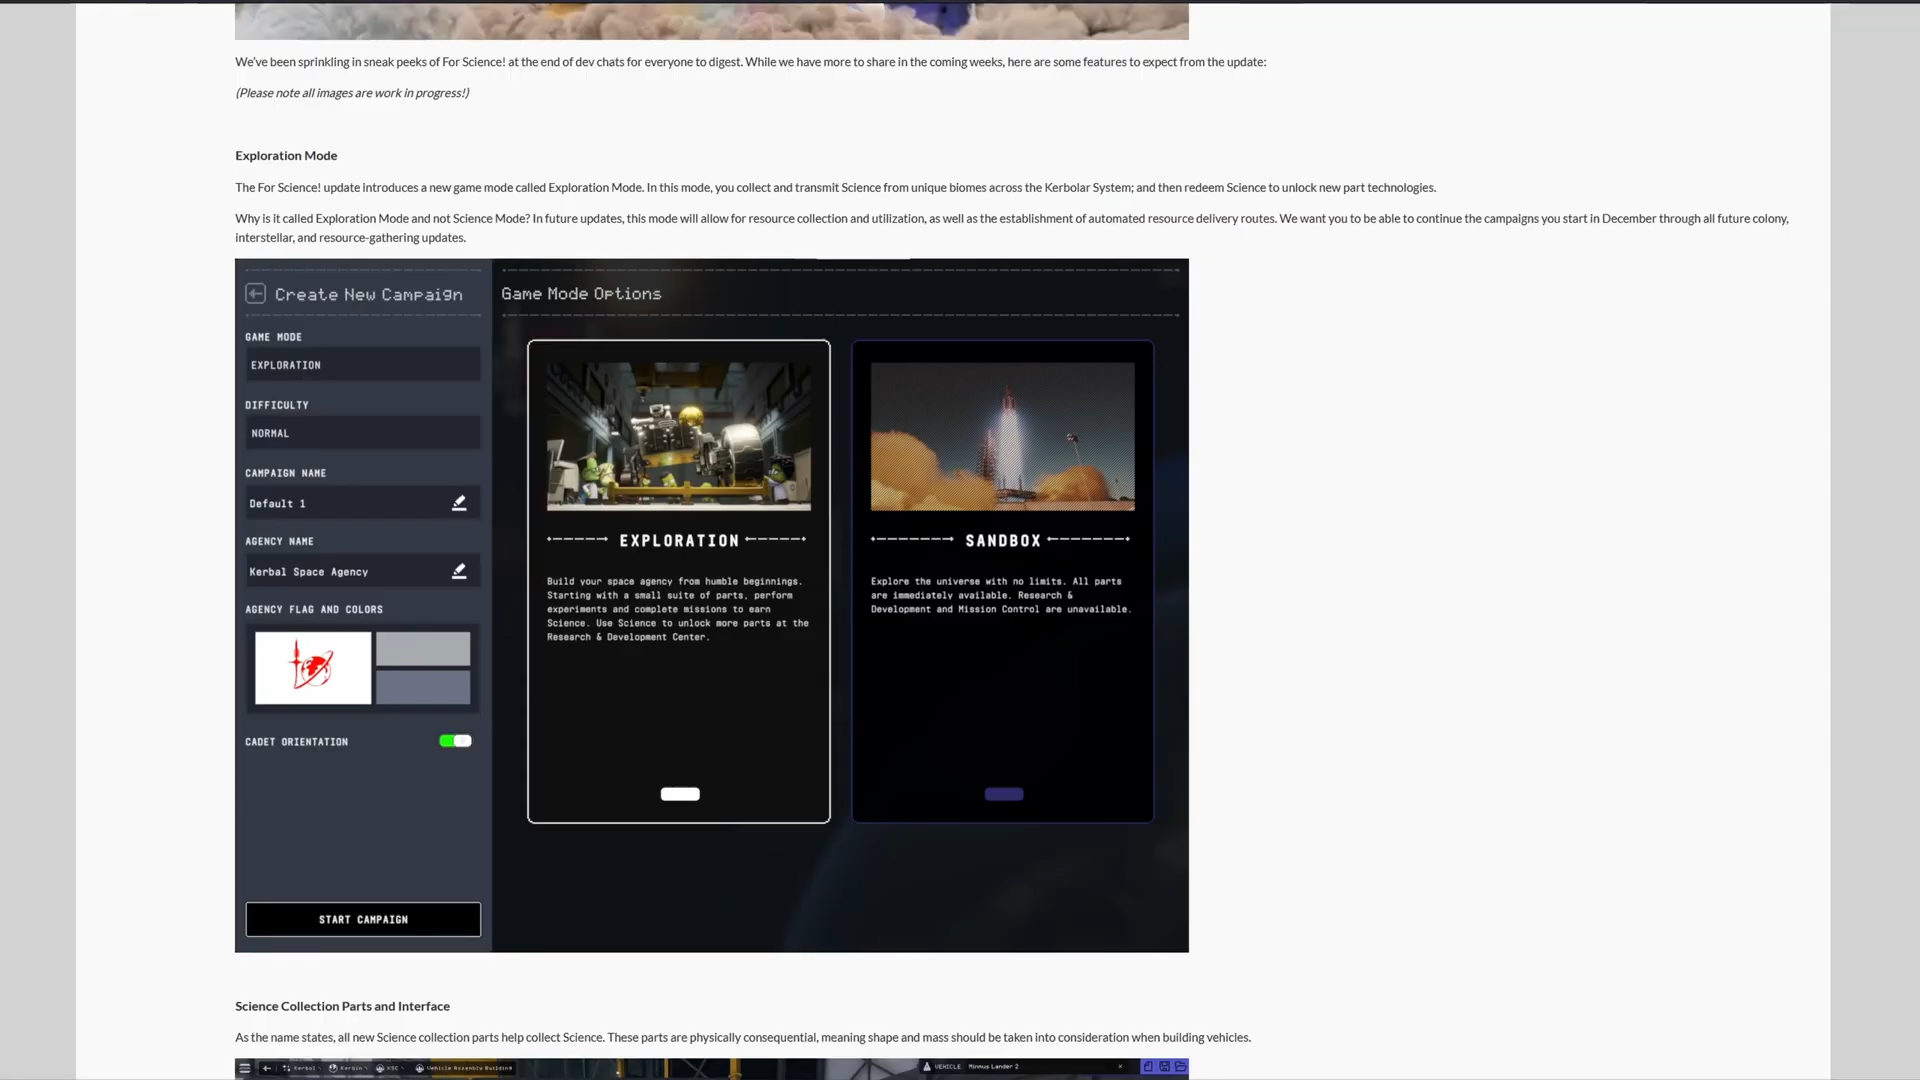 We've been sprinkling in sneak peeks of For Science! at the end of dev chats for everyone to digest. While we have more to share in the coming weeks, here are some features to expect from the update:
(Please note all images are work in progress!)
Exploration Mode
The For Science! update introduces a new game mode called Exploration Mode. In this mode, you collect and transmit Science from unique biomes across the Kerbolar System; and then redeem Science to unlock new part technologies.
Why is it called Exploration Mode and not Science Mode? In future updates, this mode will allow for resource collection and utilization, as well as the establishment of automated resource delivery routes. We want you to be able to continue the campaigns you start in December through all future colony,
interstellar, and resource-gathering updates.
Create New Campaign
GAME MODE
EXPLORATION
DIFFICULTY
NORMAL
CAMPAIGN NAME
Default 1
AGENCY NAME
Kerbal Space Agency
AGENCY FLAG AND COLORS
CADET ORIENTATION
START CAMPAIGN
Game Mode Options
EXPLORATION
Build your space agency from humble beginnings.
Starting with a small suite of parts, perform
experiments and complete missions to earn
Science. Use Science to unlock more parts at the
Research & Development Center.
SANDBOX
Explore the universe with no limits. All parts
are immediately available. Research &
Development and Mission Control are unavailable.
Science Collection Parts and Interface
As the name states, all new Science collection parts help collect Science. These parts are physically consequential, meaning shape and mass should be taken into consideration when building vehicles.
Kerbol Kerbin KSC Vehicle Assembly Building VEHICLE Minmus Lander 2